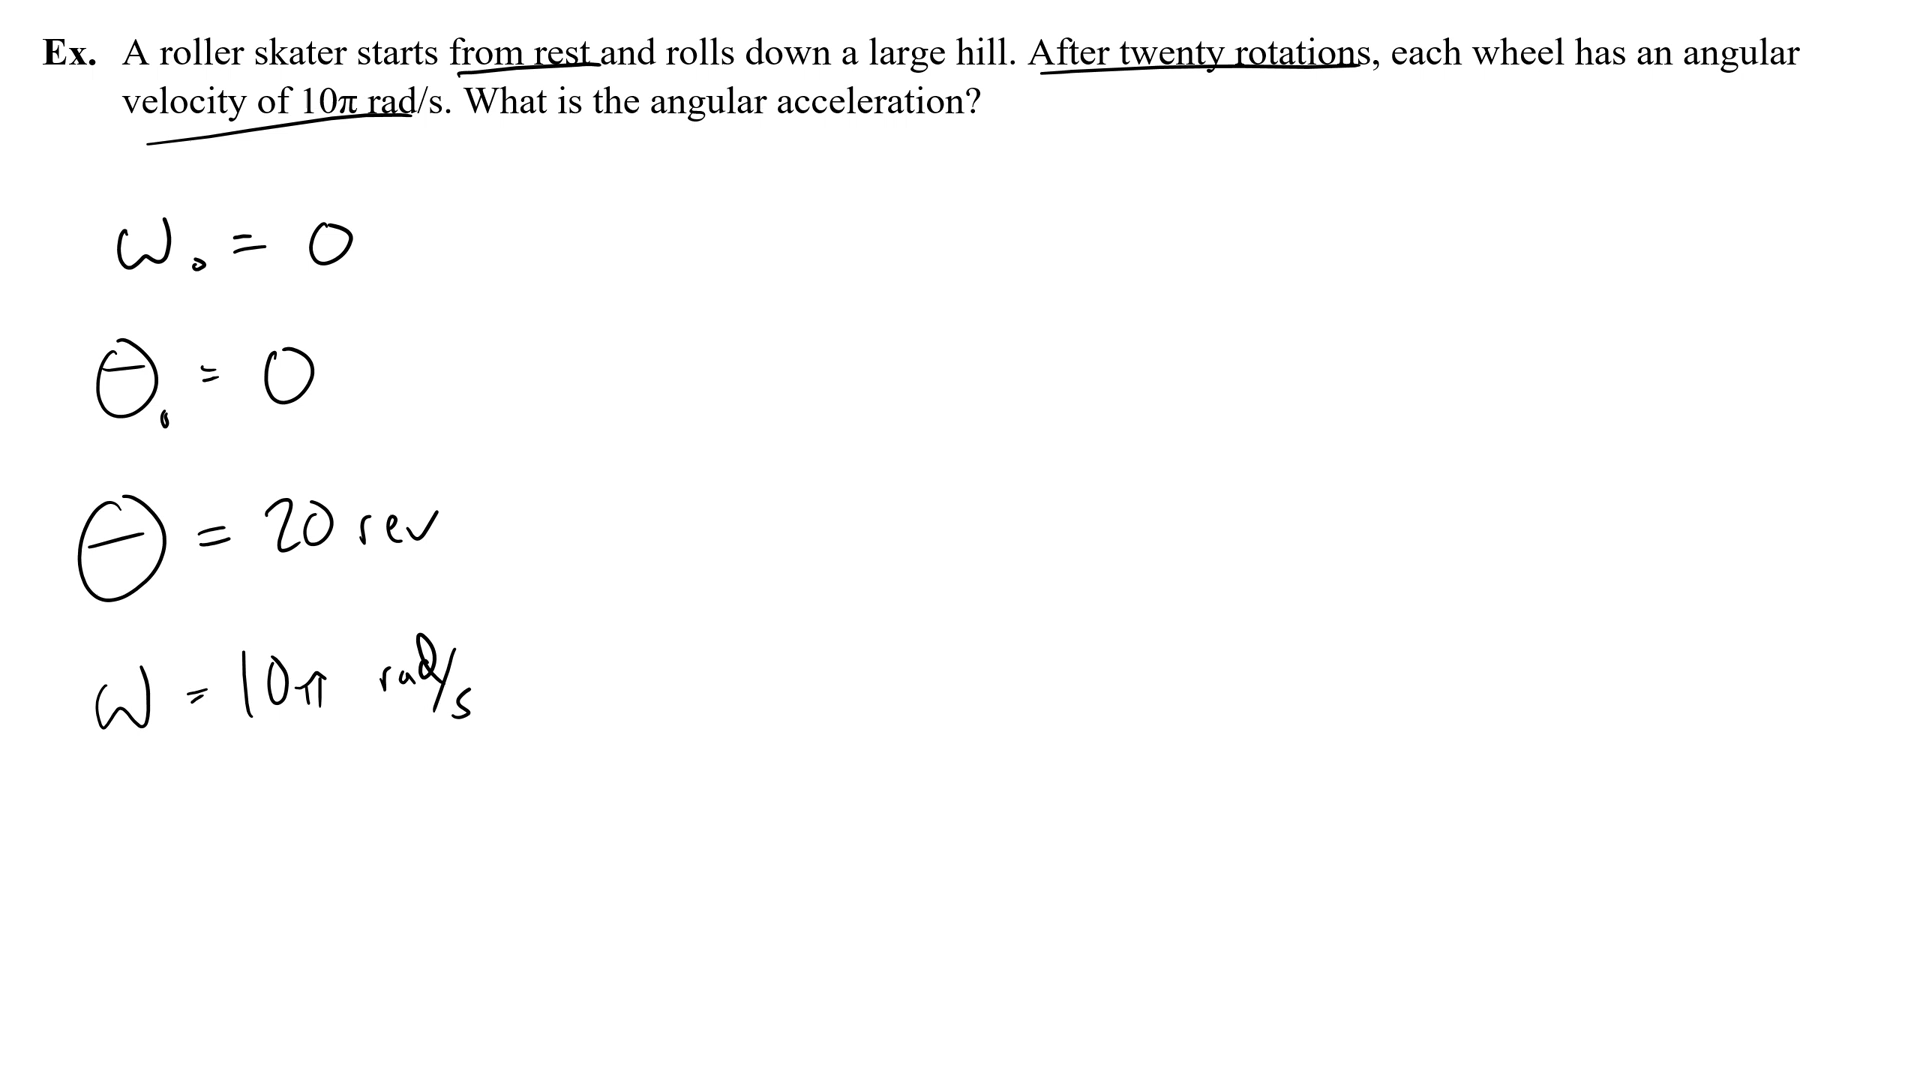 Ex. A roller skater starts from rest and rolls down a large hill. After twenty rotations, each wheel has an angular
velocity of 10π rad/s. What is the angular acceleration?
ω₀ = 0
θ₀ = 0
θ = 20 rev
ω = 10π rad/s